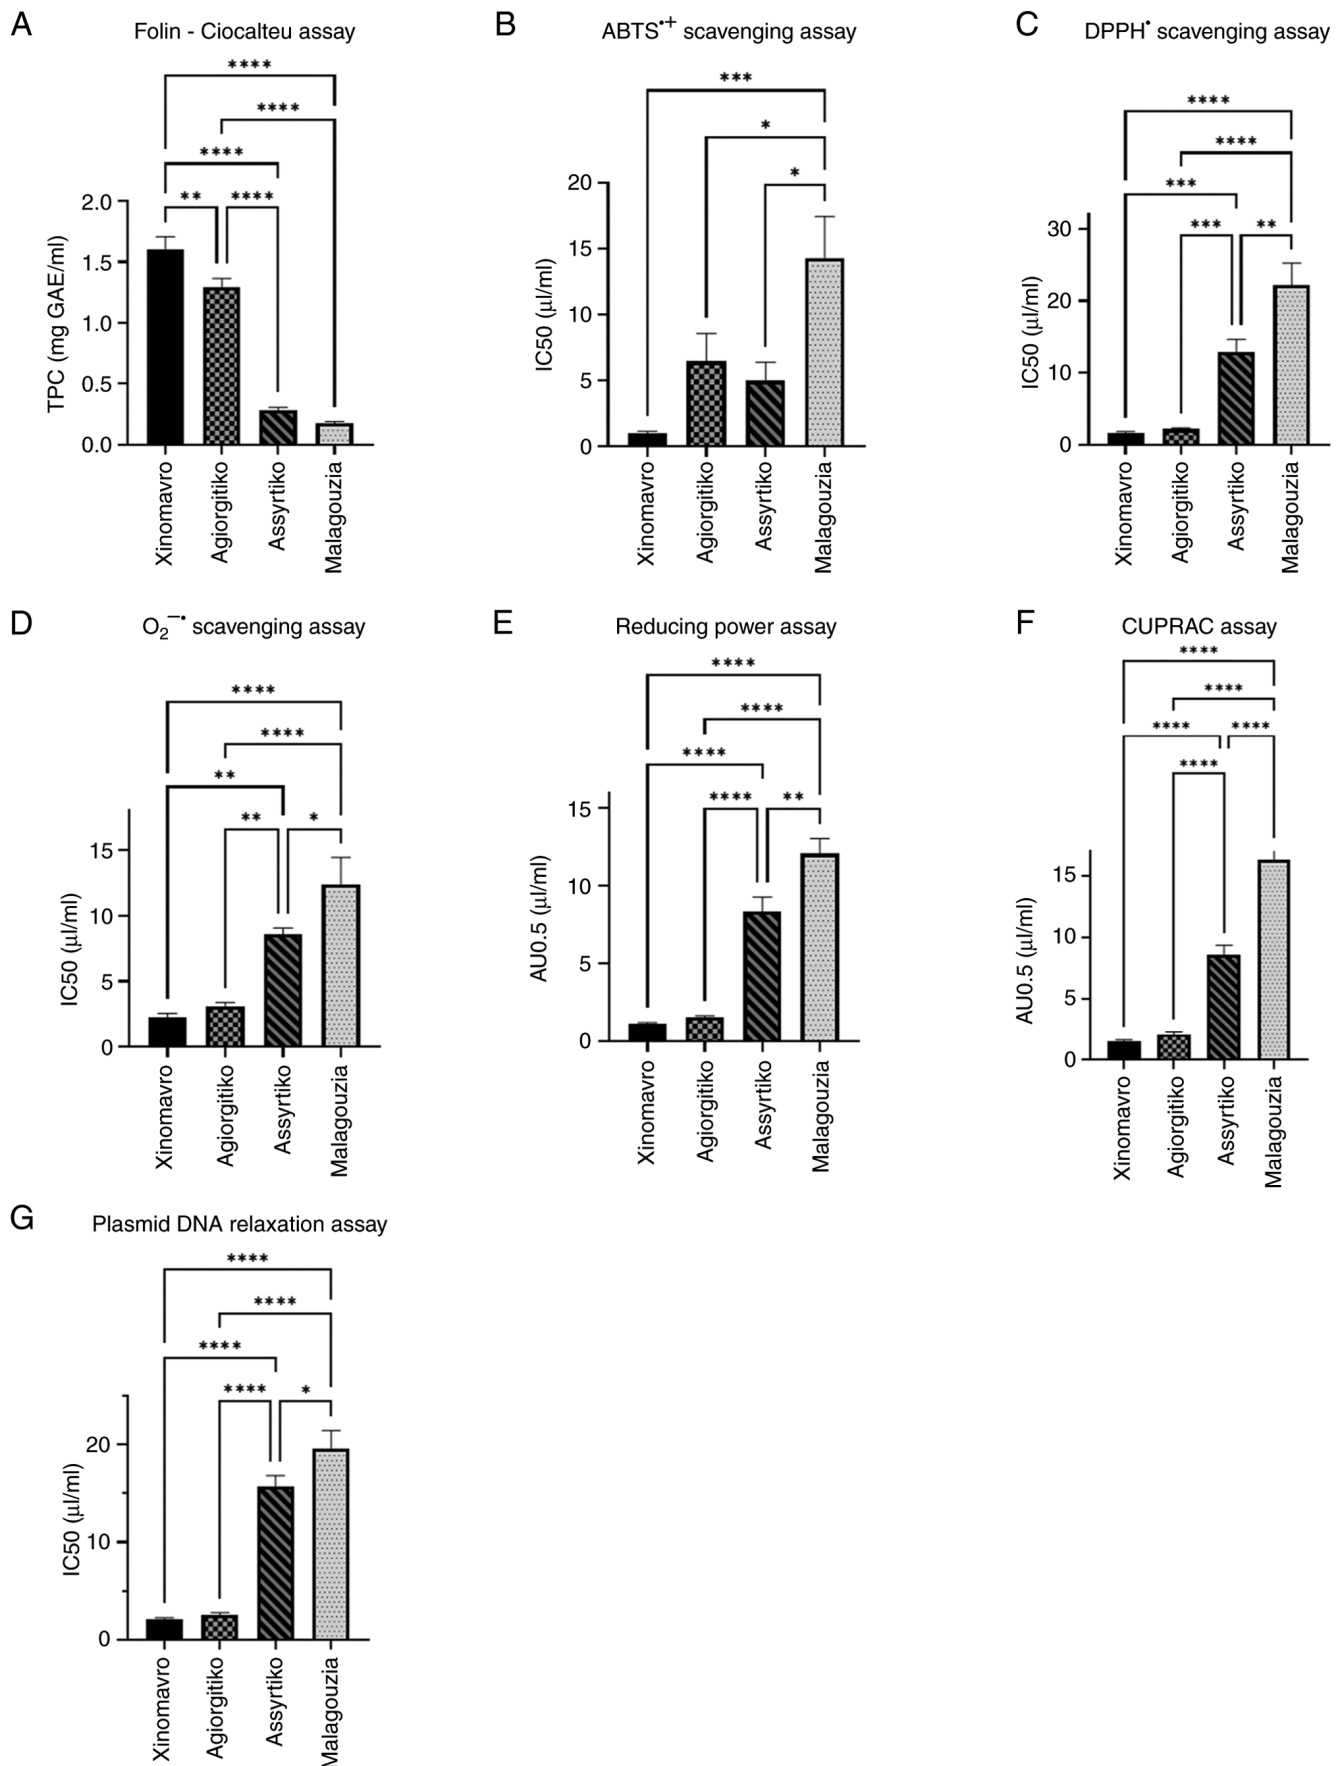 A
Folin - Ciocalteu assay
****
****
****
**
****
2.0
1.5
1.0
0.5
0.0
TPC (mg GAE/ml)
Xinomavro
Agiorgitiko
Assyrtiko
Malagouzia
B
ABTS•+ scavenging assay
***
*
*
20
15
10
5
0
IC50 (µl/ml)
Xinomavro
Agiorgitiko
Assyrtiko
Malagouzia
C
DPPH• scavenging assay
****
****
***
***
**
30
20
10
0
IC50 (µl/ml)
Xinomavro
Agiorgitiko
Assyrtiko
Malagouzia
D
O2−• scavenging assay
****
****
**
**
*
15
10
5
0
IC50 (µl/ml)
Xinomavro
Agiorgitiko
Assyrtiko
Malagouzia
E
Reducing power assay
****
****
****
****
**
15
10
5
0
AU0.5 (µl/ml)
Xinomavro
Agiorgitiko
Assyrtiko
Malagouzia
F
CUPRAC assay
****
****
****
****
****
15
10
5
0
AU0.5 (µl/ml)
Xinomavro
Agiorgitiko
Assyrtiko
Malagouzia
G
Plasmid DNA relaxation assay
****
****
****
****
*
20
10
0
IC50 (µl/ml)
Xinomavro
Agiorgitiko
Assyrtiko
Malagouzia